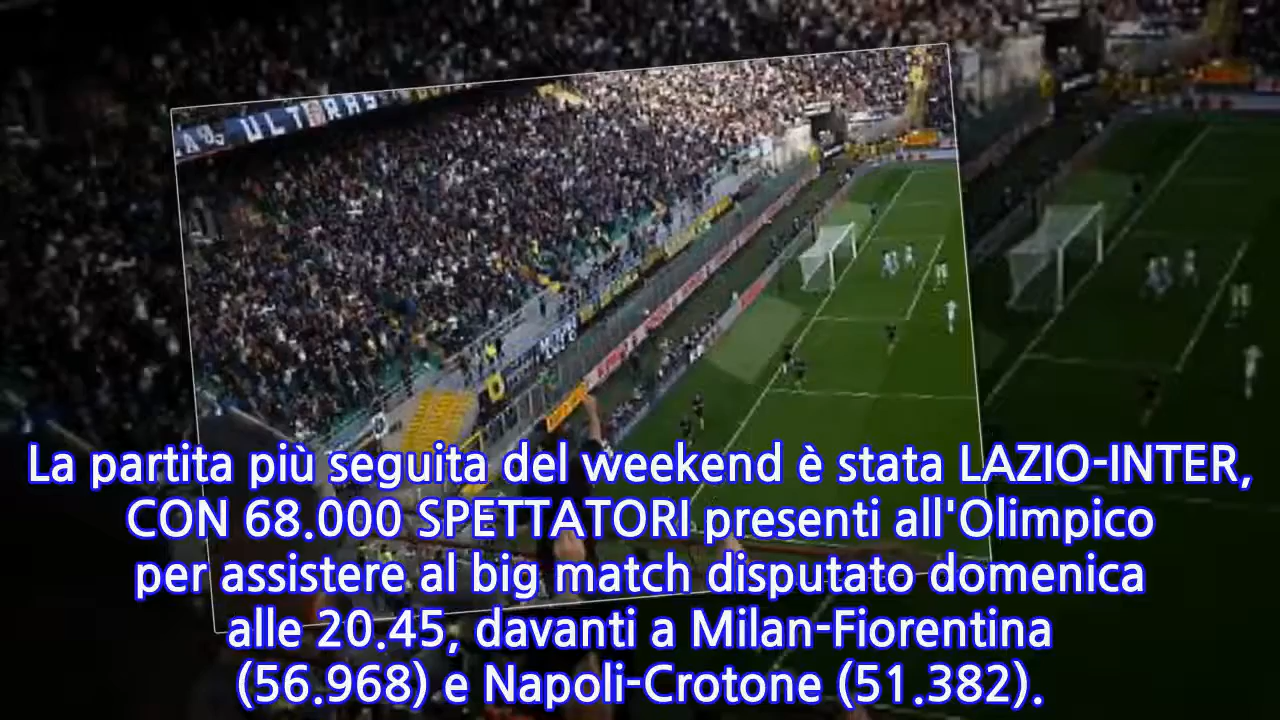 ULTRAS
La partita più seguita del weekend è stata LAZIO-INTER,
CON 68.000 SPETTATORI presenti all'Olimpico
per assistere al big match disputato domenica
alle 20.45, davanti a Milan-Fiorentina
(56.968) e Napoli-Crotone (51.382).